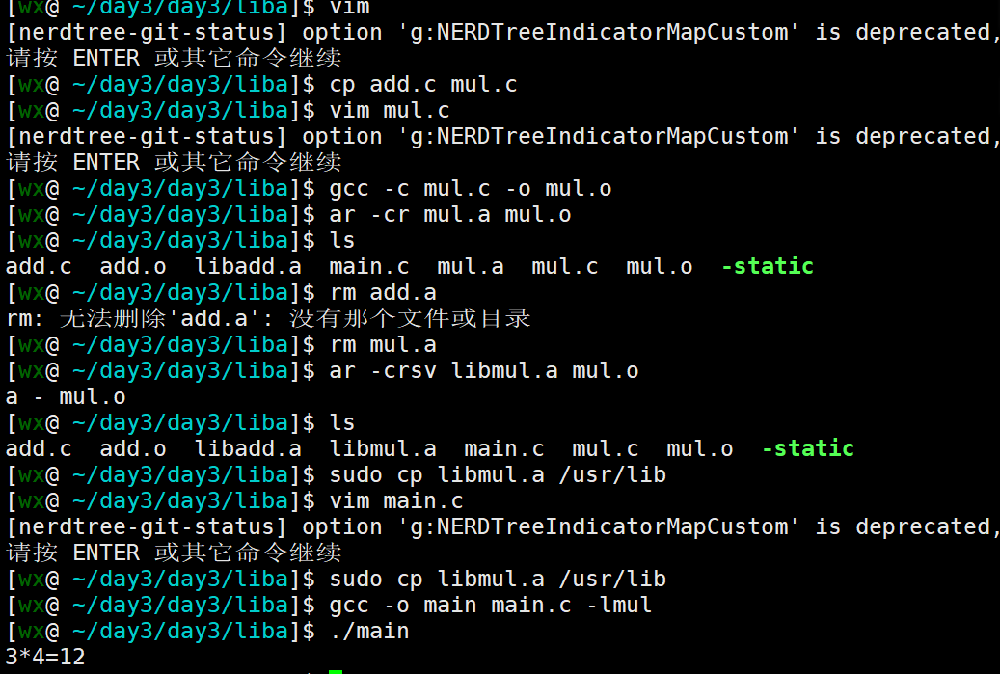 [wx@ ~/day3/day3/liba]$ vim
[nerdtree-git-status] option 'g:NERDTreeIndicatorMapCustom' is deprecated,
请按 ENTER 或其它命令继续
[wx@ ~/day3/day3/liba]$ cp add.c mul.c
[wx@ ~/day3/day3/liba]$ vim mul.c
[nerdtree-git-status] option 'g:NERDTreeIndicatorMapCustom' is deprecated,
请按 ENTER 或其它命令继续
[wx@ ~/day3/day3/liba]$ gcc -c mul.c -o mul.o
[wx@ ~/day3/day3/liba]$ ar -cr mul.a mul.o
[wx@ ~/day3/day3/liba]$ ls
add.c  add.o  libadd.a  main.c  mul.a  mul.c  mul.o  -static
[wx@ ~/day3/day3/liba]$ rm add.a
rm: 无法删除'add.a': 没有那个文件或目录
[wx@ ~/day3/day3/liba]$ rm mul.a
[wx@ ~/day3/day3/liba]$ ar -crsv libmul.a mul.o
a - mul.o
[wx@ ~/day3/day3/liba]$ ls
add.c  add.o  libadd.a  libmul.a  main.c  mul.c  mul.o  -static
[wx@ ~/day3/day3/liba]$ sudo cp libmul.a /usr/lib
[wx@ ~/day3/day3/liba]$ vim main.c
[nerdtree-git-status] option 'g:NERDTreeIndicatorMapCustom' is deprecated,
请按 ENTER 或其它命令继续
[wx@ ~/day3/day3/liba]$ sudo cp libmul.a /usr/lib
[wx@ ~/day3/day3/liba]$ gcc -o main main.c -lmul
[wx@ ~/day3/day3/liba]$ ./main
3*4=12